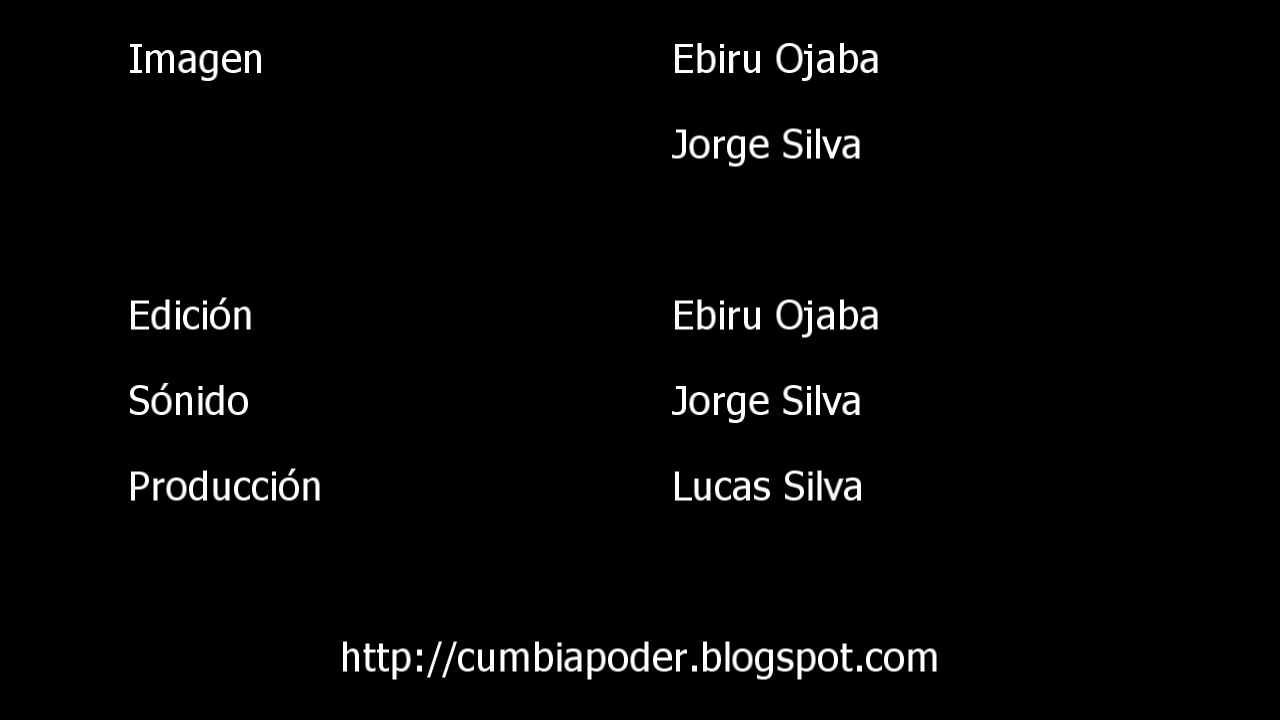 Imagen Ebiru Ojaba
Jorge Silva
Edición Ebiru Ojaba
Sónido Jorge Silva
Producción Lucas Silva
http://cumbiapoder.blogspot.com